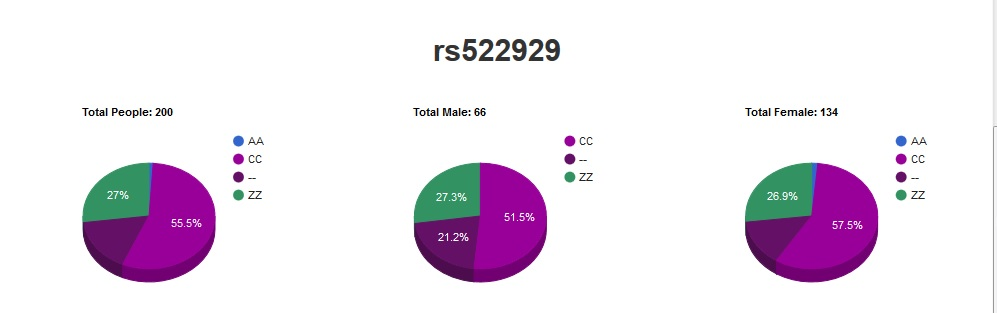 rs522929
Total People: 200
AA
CC
--
ZZ
27%
55.5%
Total Male: 66
CC
--
ZZ
27.3%
51.5%
21.2%
Total Female: 134
AA
CC
--
ZZ
26.9%
57.5%